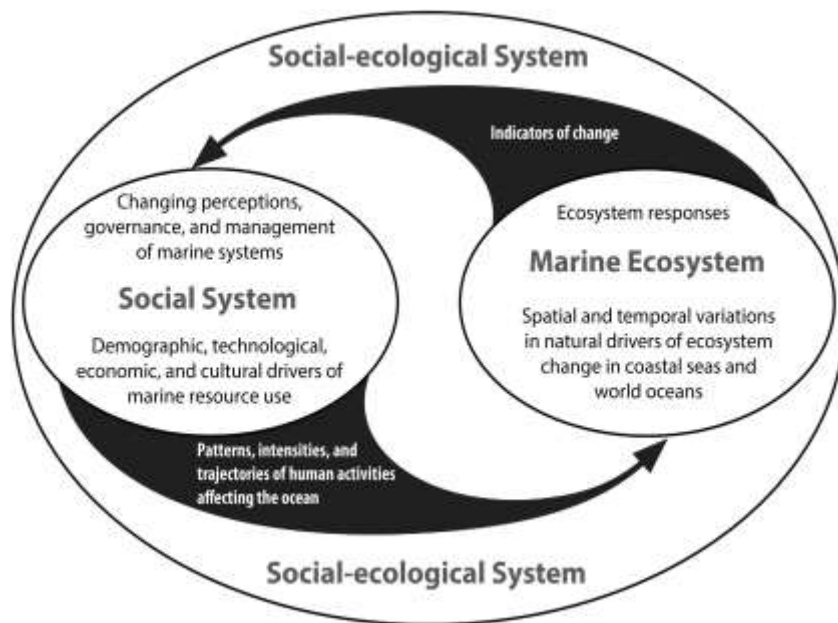 Social-ecological System
Indicators of change
Changing perceptions,
governance, and management
of marine systems
Social System
Demographic, technological,
economic, and cultural drivers of
marine resource use
Ecosystem responses
Marine Ecosystem
Spatial and temporal variations
in natural drivers of ecosystem
change in coastal seas and
world oceans
Patterns, intensities, and
trajectories of human activities
affecting the ocean
Social-ecological System